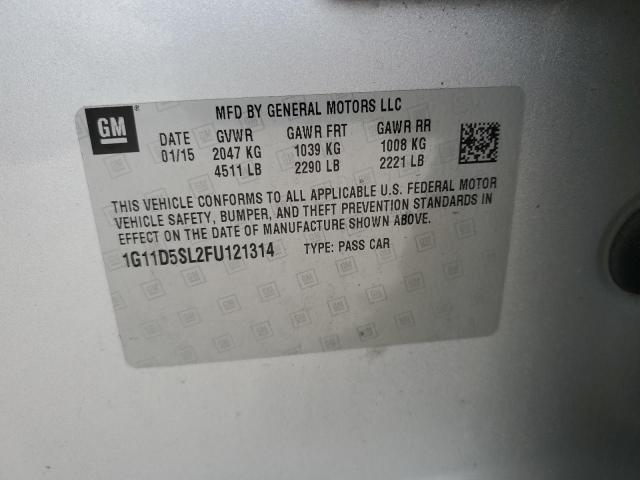 GM
MFD BY GENERAL MOTORS LLC
DATE GVWR GAWR FRT GAWR RR
01/15 2047 KG 1039 KG 1008 KG
4511 LB 2290 LB 2221 LB
THIS VEHICLE CONFORMS TO ALL APPLICABLE U.S. FEDERAL MOTOR
VEHICLE SAFETY, BUMPER, AND THEFT PREVENTION STANDARDS IN
EFFECT ON THE DATE OF MANUFACTURE SHOWN ABOVE.
1G11D5SL2FU121314 TYPE: PASS CAR